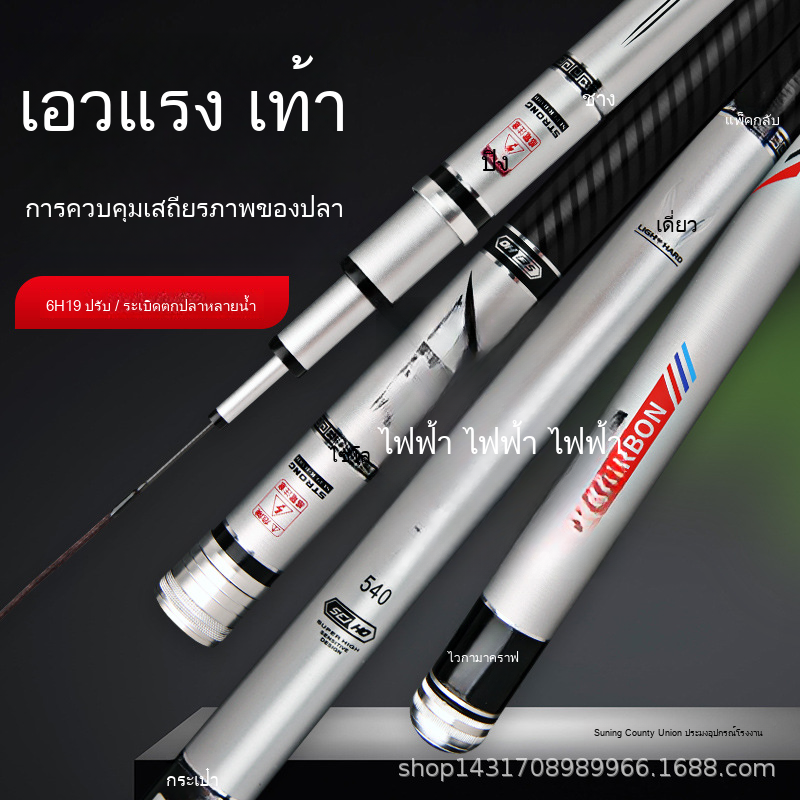 เอวแรง เท้า
การควบคุมเสถียรภาพของปลา
6H19 ปรับ / ระเบิดตกปลาหลายน้ำ
ช่าง
แพ็คกลับ
STRONG
ปิ้ง
เดี่ยว
LIGHT HARD
ไฟฟ้า ไฟฟ้า ไฟฟ้า
STRONG
540
SUPER HIGH
SENSITIVE
DESIGN
ไวกามาคราฟ
Suning County Union ประมงอุปกรณ์โรงงาน
shop1431708989966.1688.com
กระเป๋า